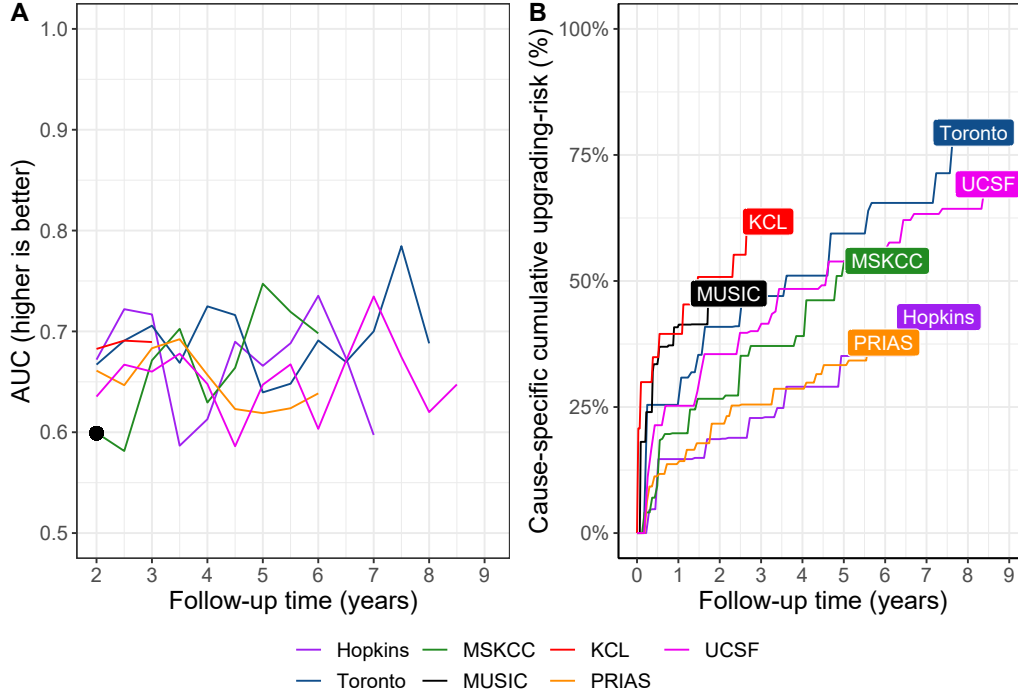 A
AUC (higher is better)
1.0
0.9
0.8
0.7
0.6
0.5
2 3 4 5 6 7 8 9
Follow-up time (years)
B
Cause-specific cumulative upgrading-risk (%)
100%
75%
50%
25%
0%
Toronto
UCSF
KCL
MSKCC
MUSIC
Hopkins
PRIAS
0 1 2 3 4 5 6 7 8 9
Follow-up time (years)
Hopkins MSKCC KCL UCSF
Toronto MUSIC PRIAS